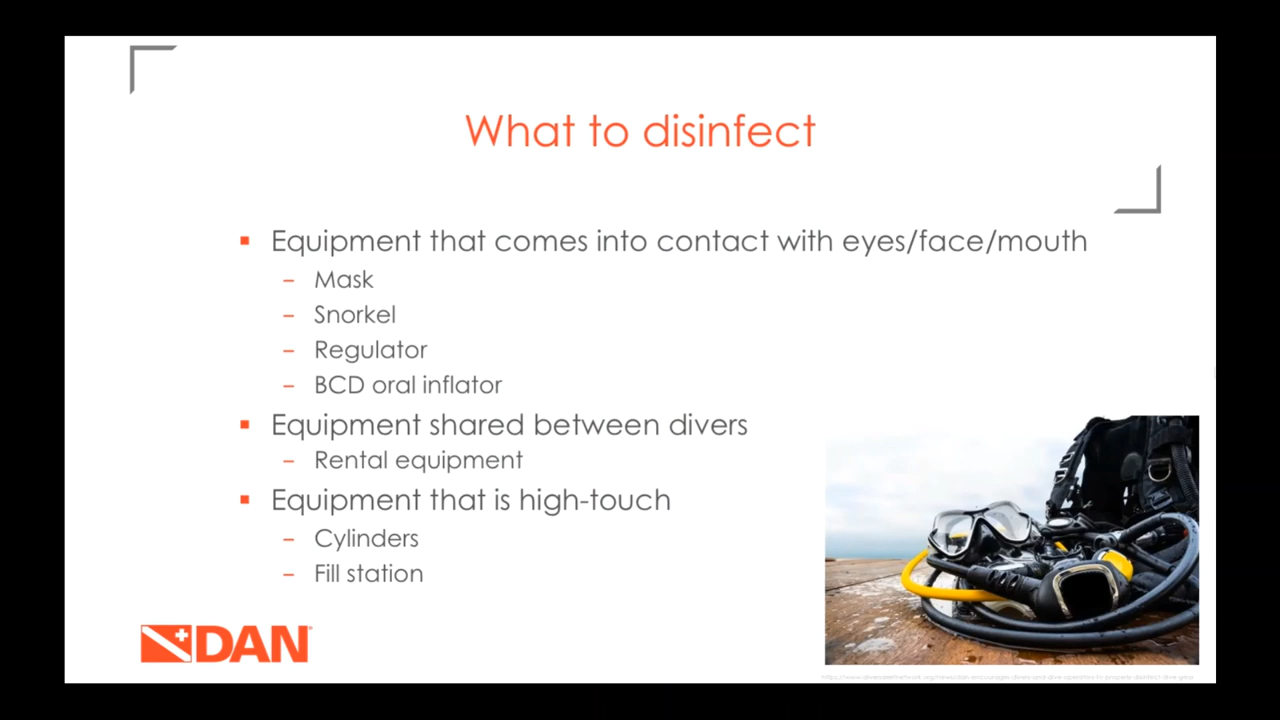 What to disinfect
▪ Equipment that comes into contact with eyes/face/mouth
– Mask
– Snorkel
– Regulator
– BCD oral inflator
▪ Equipment shared between divers
– Rental equipment
▪ Equipment that is high-touch
– Cylinders
– Fill station
DAN